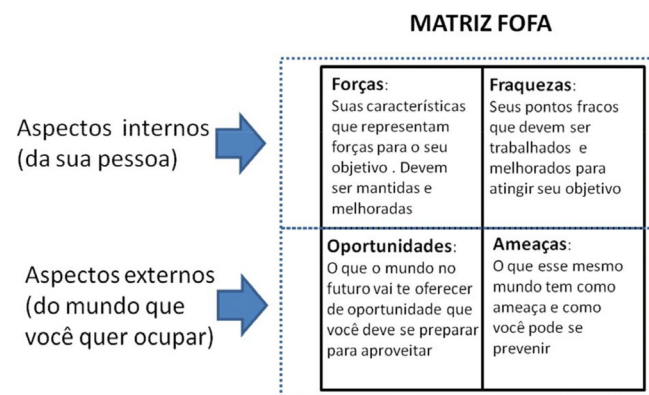 MATRIZ FOFA
Aspectos internos
(da sua pessoa)
Forças:
Suas características
que representam
forças para o seu
objetivo . Devem
ser mantidas e
melhoradas
Fraquezas:
Seus pontos fracos
que devem ser
trabalhados e
melhorados para
atingir seu objetivo
Aspectos externos
(do mundo que
você quer ocupar)
Oportunidades:
O que o mundo no
futuro vai te oferecer
de oportunidade que
você deve se preparar
para aproveitar
Ameaças:
O que esse mesmo
mundo tem como
ameaça e como
você pode se
prevenir